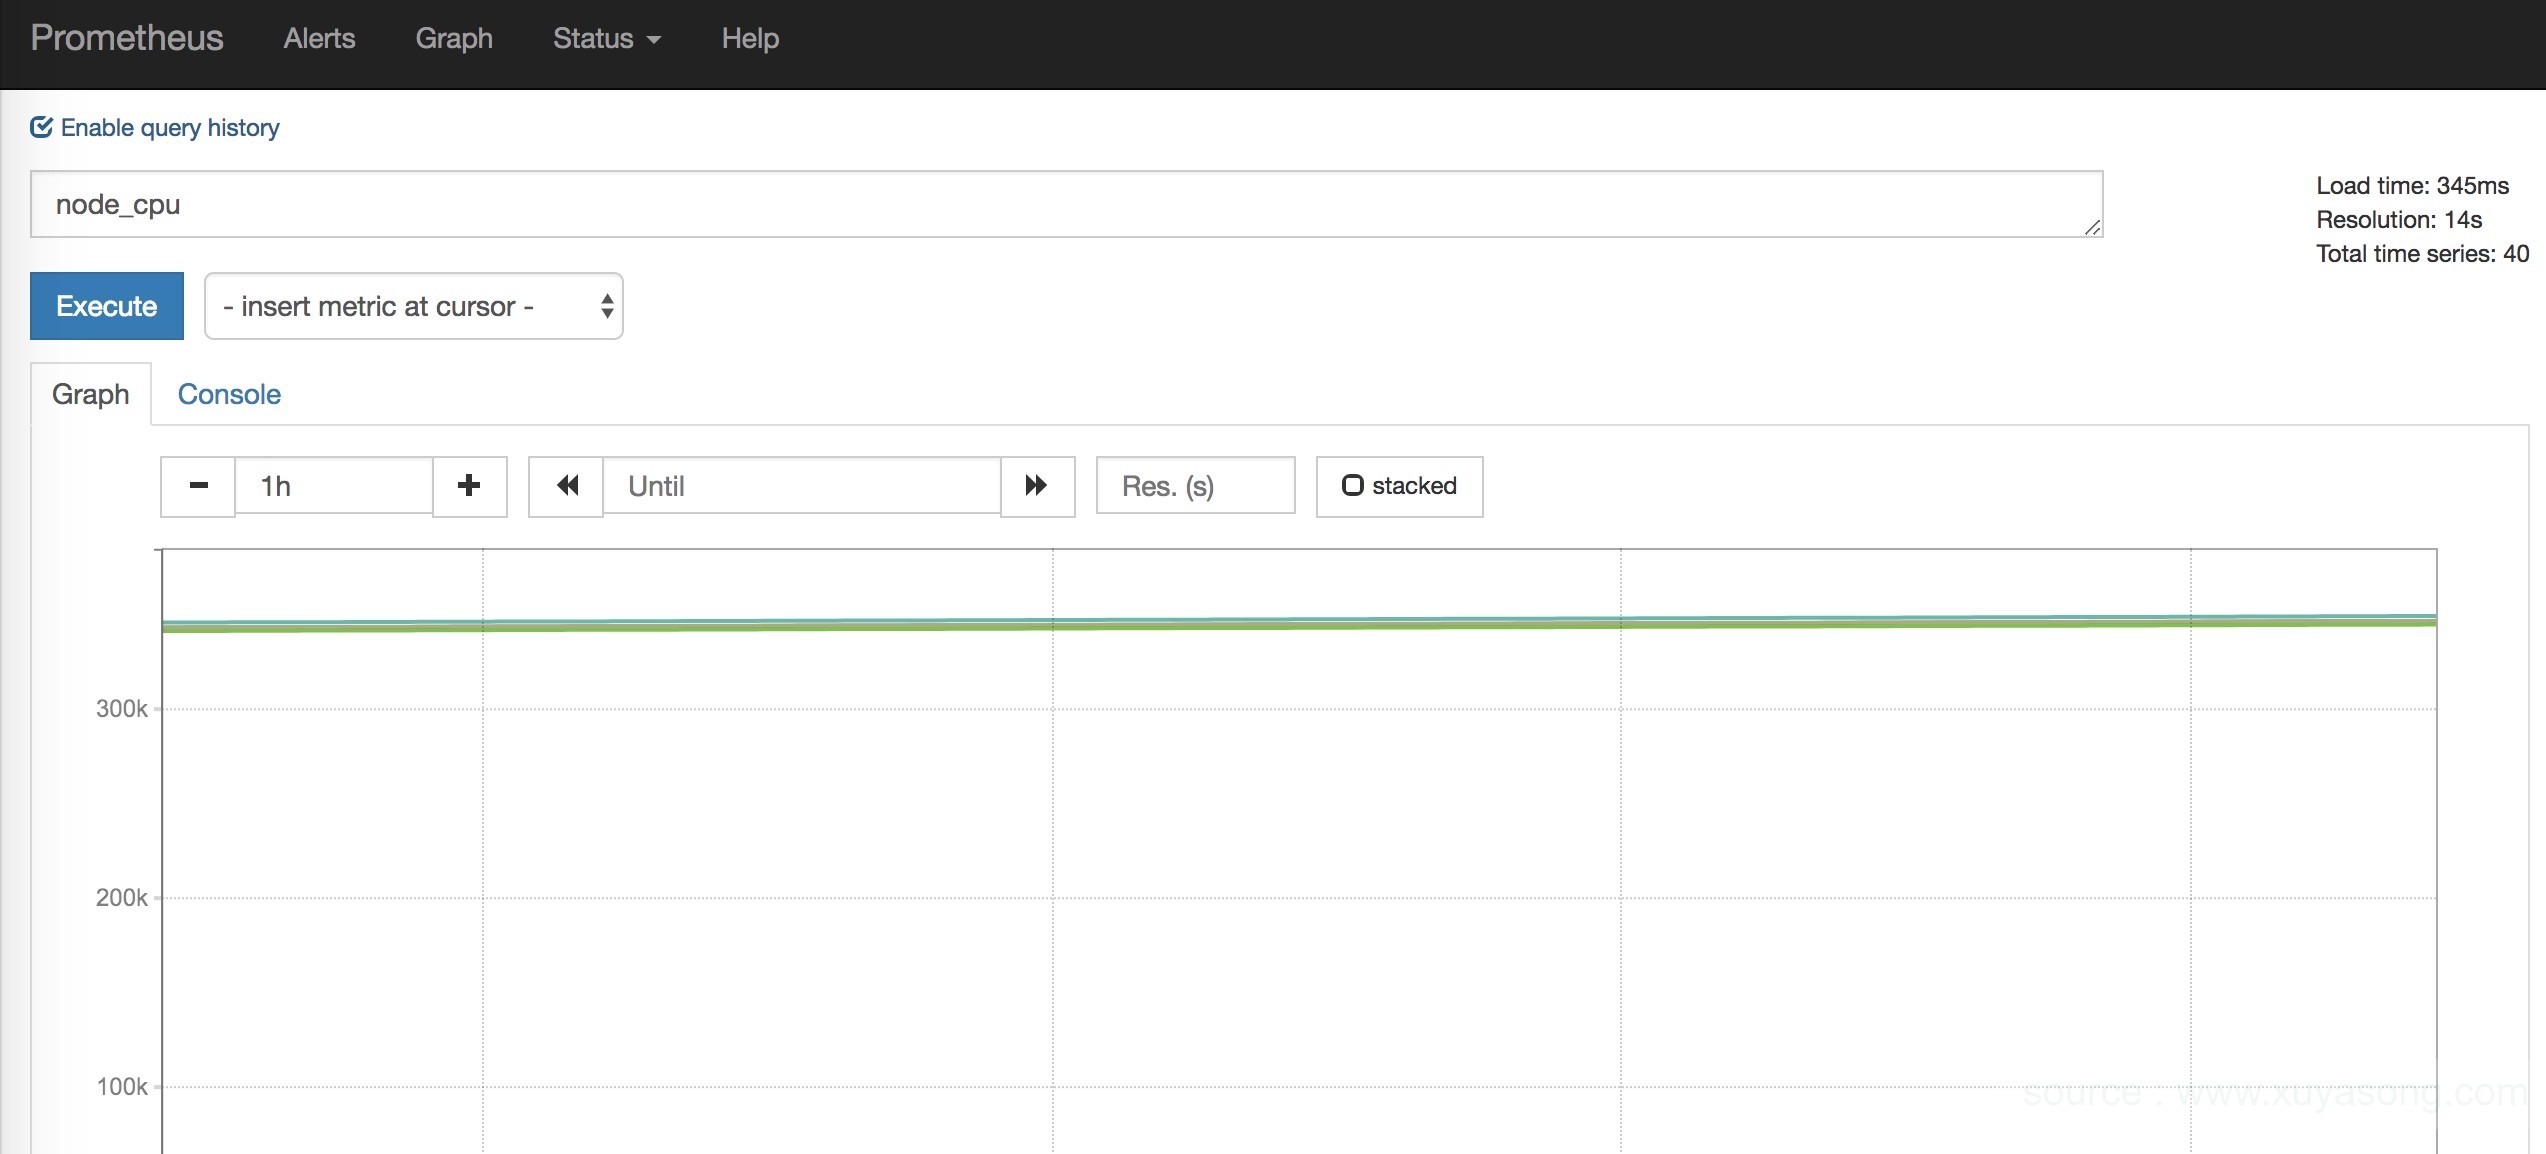 Prometheus Alerts Graph Status Help
Enable query history
node_cpu
Load time: 345ms
Resolution: 14s
Total time series: 40
Execute - insert metric at cursor -
Graph Console
1h Until Res. (s) stacked
300k
200k
100k
source : www.xuyasong.com